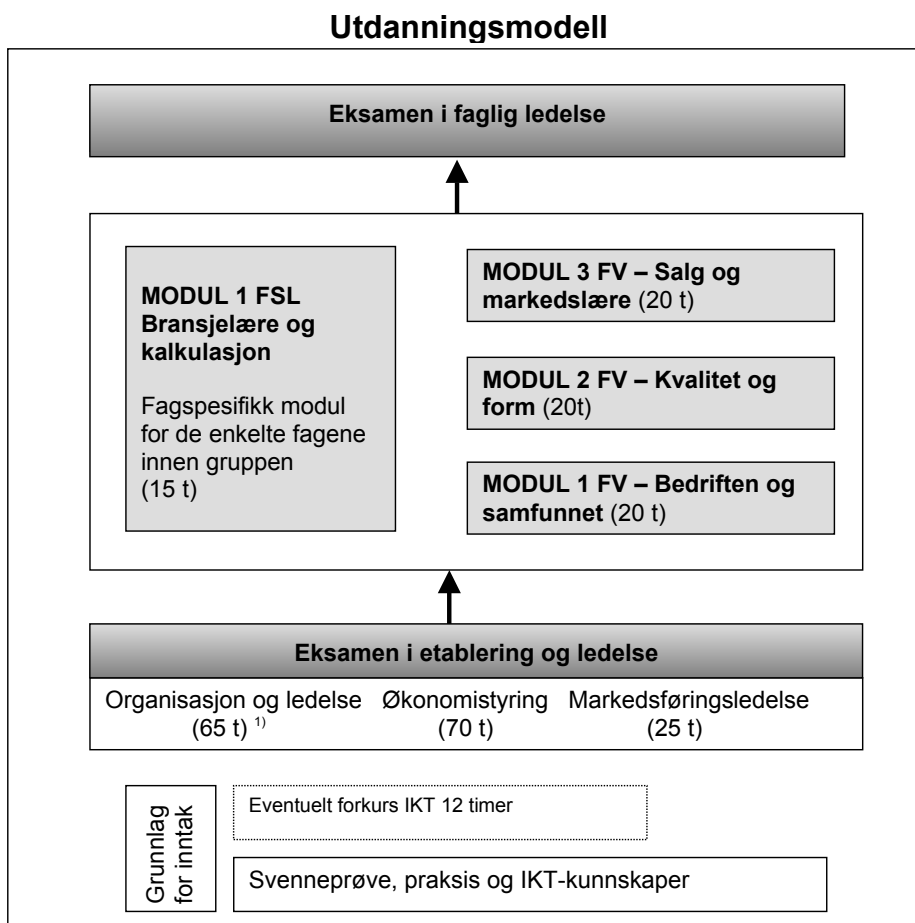 Utdanningsmodell
Eksamen i faglig ledelse
MODUL 1 FSL
Bransjelære og
kalkulasjon
Fagspesifikk modul
for de enkelte fagene
innen gruppen
(15 t)
MODUL 3 FV – Salg og
markedslære (20 t)
MODUL 2 FV – Kvalitet og
form (20t)
MODUL 1 FV – Bedriften og
samfunnet (20 t)
Eksamen i etablering og ledelse
Organisasjon og ledelse
(65 t) 1)
Økonomistyring
(70 t)
Markedsføringsledelse
(25 t)
Grunnlag
for inntak
Eventuelt forkurs IKT 12 timer
Svenneprøve, praksis og IKT-kunnskaper